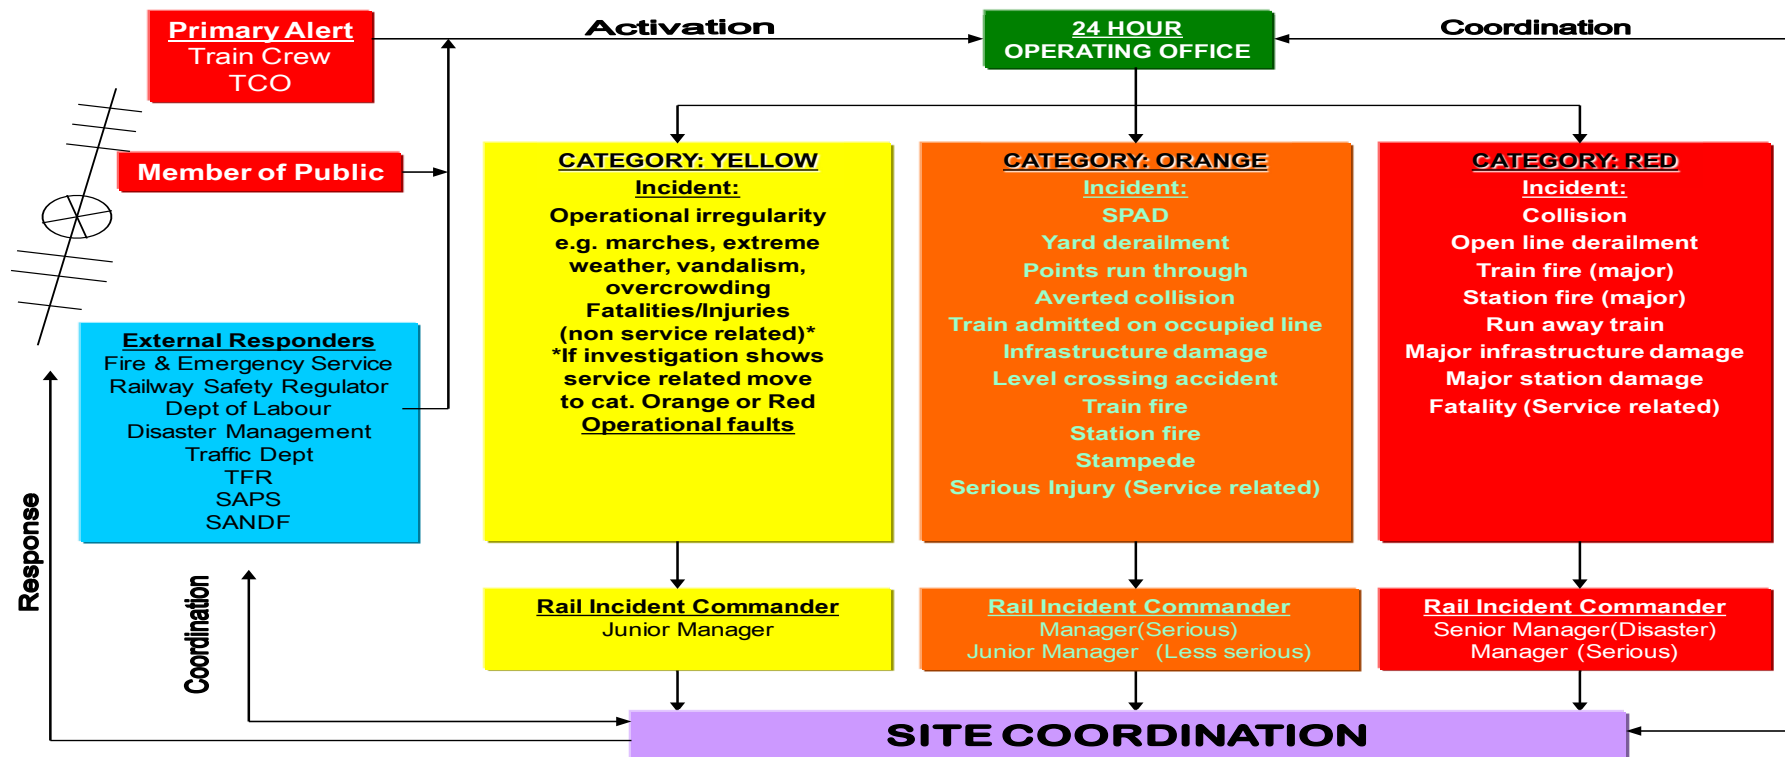 Primary Alert
Train Crew
TCO
Activation
24 HOUR
OPERATING OFFICE
Coordination
Member of Public
External Responders
Fire & Emergency Service
Railway Safety Regulator
Dept of Labour
Disaster Management
Traffic Dept
TFR
SAPS
SANDF
CATEGORY: YELLOW
Incident:
Operational irregularity
e.g. marches, extreme
weather, vandalism,
overcrowding
Fatalities/Injuries
(non service related)*
*If investigation shows
service related move
to cat. Orange or Red
Operational faults
CATEGORY: ORANGE
Incident:
SPAD
Yard derailment
Points run through
Averted collision
Train admitted on occupied line
Infrastructure damage
Level crossing accident
Train fire
Station fire
Stampede
Serious Injury (Service related)
CATEGORY: RED
Incident:
Collision
Open line derailment
Train fire (major)
Station fire (major)
Run away train
Major infrastructure damage
Major station damage
Fatality (Service related)
Response
Coordination
Rail Incident Commander
Junior Manager
Rail Incident Commander
Manager(Serious)
Junior Manager (Less serious)
Rail Incident Commander
Senior Manager(Disaster)
Manager (Serious)
SITE COORDINATION